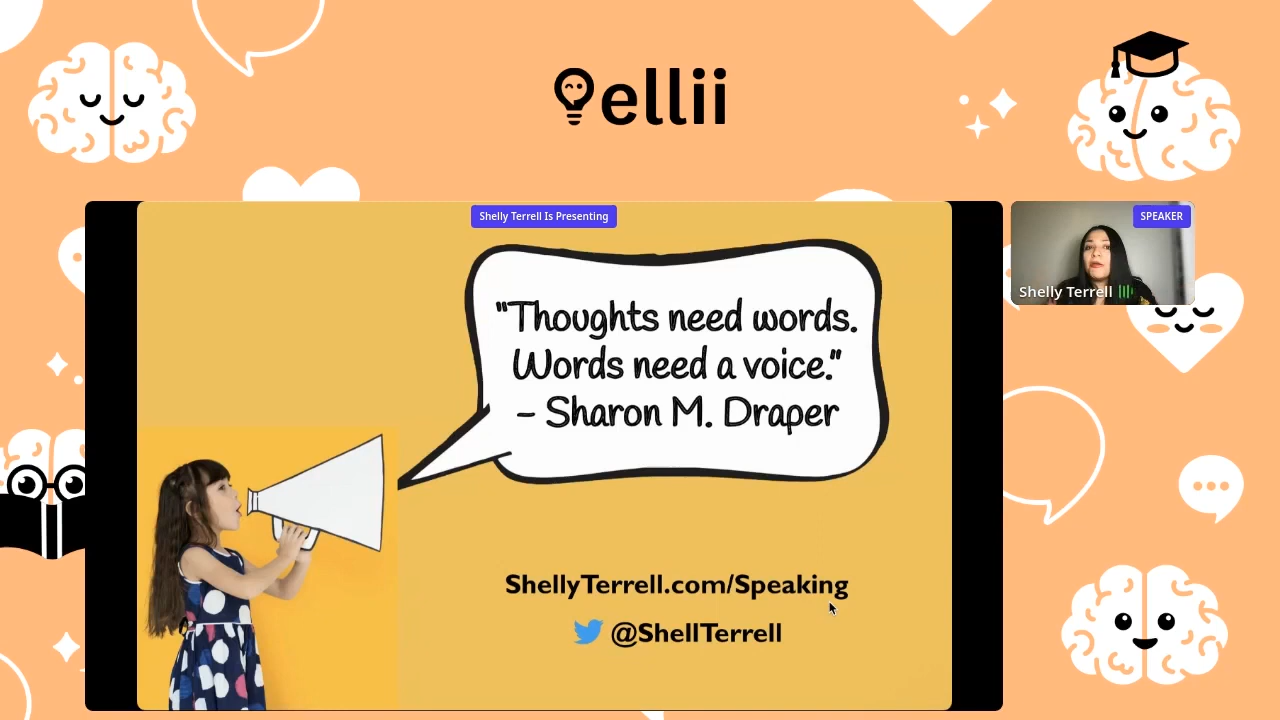 ellii
Shelly Terrell Is Presenting
SPEAKER
"Thoughts need words.
Words need a voice."
- Sharon M. Draper
Shelly Terrell
ShellyTerrell.com/Speaking
@ShellTerrell